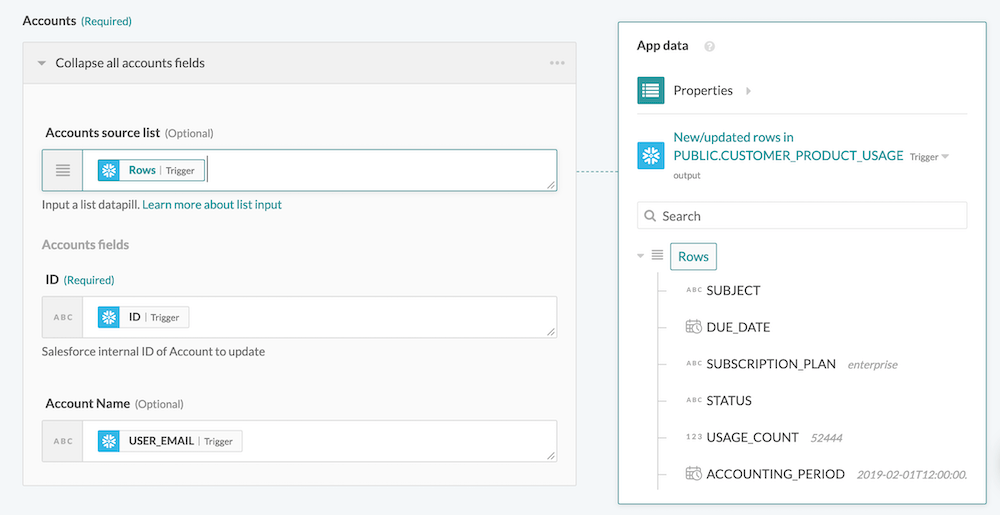 Accounts (Required)
Collapse all accounts fields
Accounts source list (Optional)
Rows | Trigger
Input a list datapill. Learn more about list input
Accounts fields
ID (Required)
ABC
ID | Trigger
Salesforce internal ID of Account to update
Account Name (Optional)
ABC
USER_EMAIL | Trigger
App data ?
Properties
New/updated rows in
PUBLIC.CUSTOMER_PRODUCT_USAGE Trigger
output
Search
Rows
ABC SUBJECT
DUE_DATE
ABC SUBSCRIPTION_PLAN enterprise
ABC STATUS
123 USAGE_COUNT 52444
ACCOUNTING_PERIOD 2019-02-01T12:00:00.